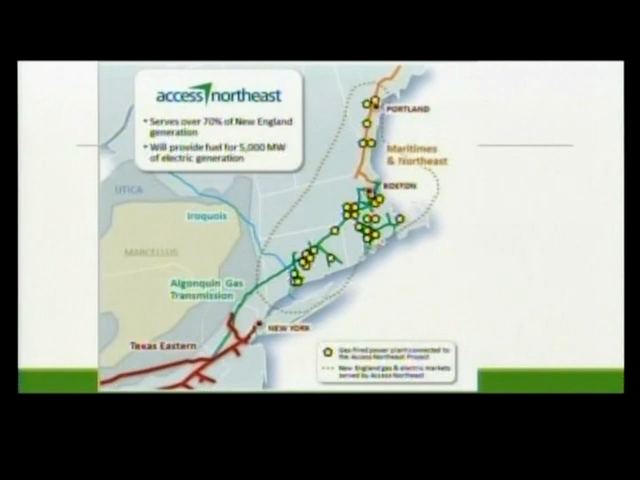 access northeast
• Serves over 70% of New England
generation
• Will provide fuel for 5,000 MW
of electric generation
PORTLAND
Maritimes
& Northeast
BOSTON
UTICA
Iroquois
MARCELLUS
Algonquin Gas
Transmission
NEW YORK
Texas Eastern
Gas-fired power plant connected to
the Access Northeast Project
New England gas & electric markets
served by Access Northeast